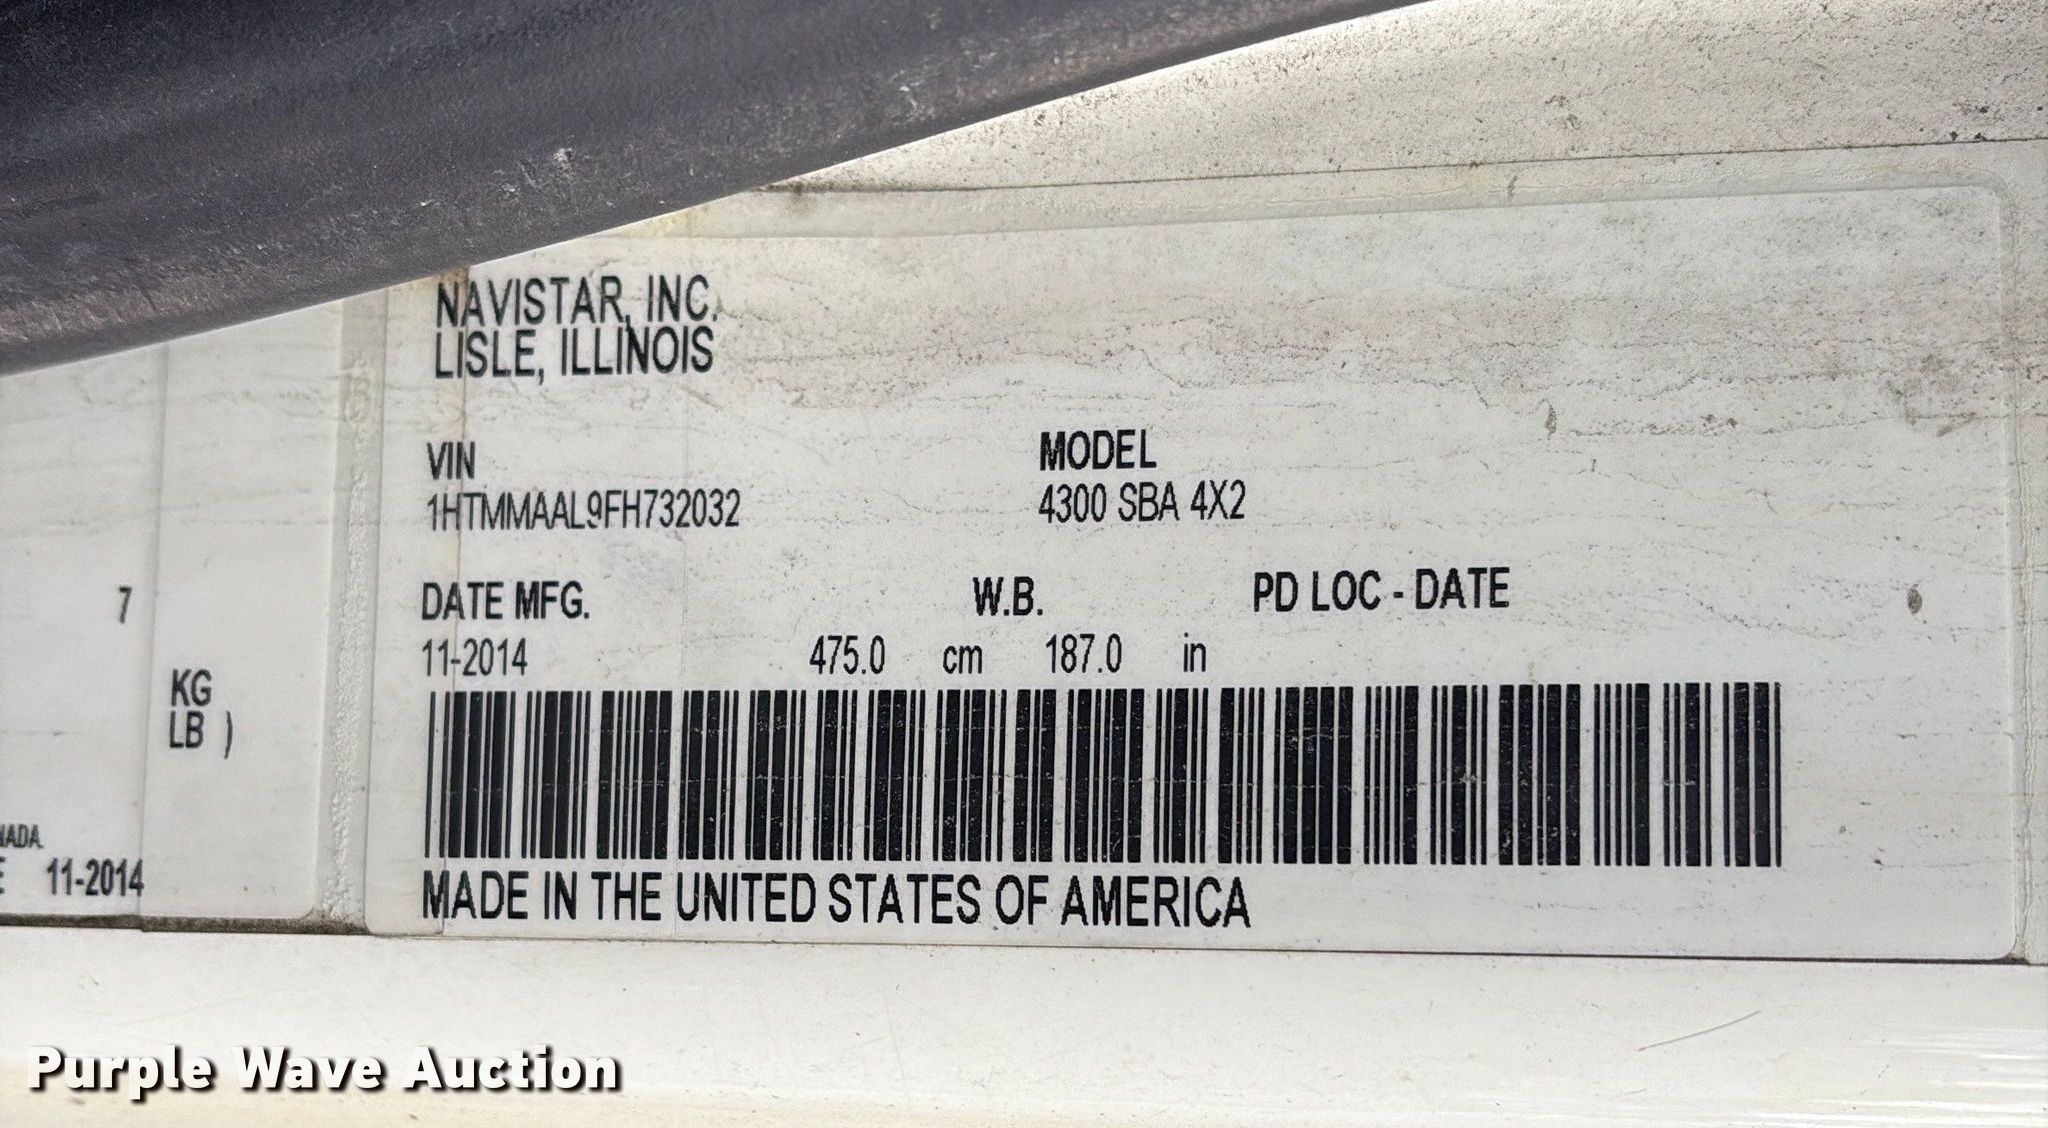 NAVISTAR, INC.
LISLE, ILLINOIS
VIN
MODEL
1HTMMAAL9FH732032
4300 SBA 4X2
DATE MFG.
W.B.
PD LOC - DATE
11-2014
475.0 cm 187.0 in
MADE IN THE UNITED STATES OF AMERICA
7
KG
LB )
NADA.
E 11-2014
Purple Wave Auction